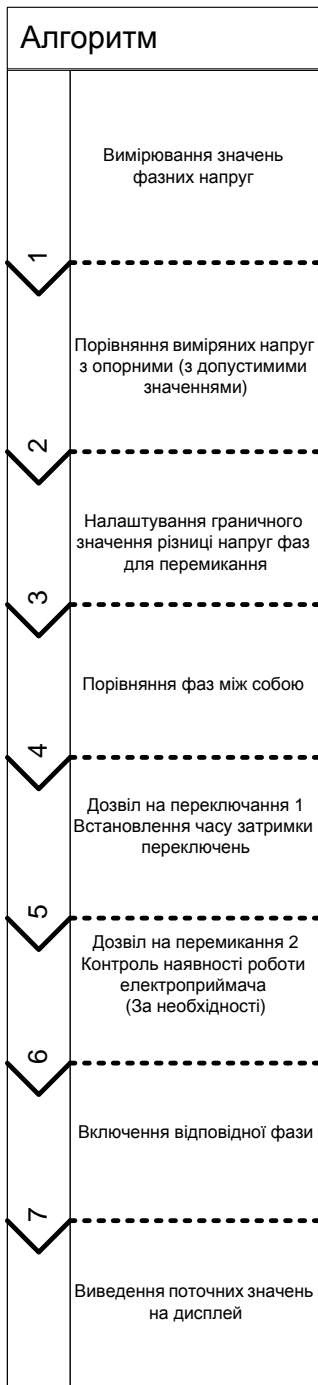 Алгоритм
Вимірювання значень
фазних напруг
1
Порівняння виміряних напруг
з опорними (з допустимими
значеннями)
2
Налаштування граничного
значення різниці напруг фаз
для перемикання
3
Порівняння фаз між собою
4
Дозвіл на переключання 1
Встановлення часу затримки
переключень
5
Дозвіл на перемикання 2
Контроль наявності роботи
електроприймача
(За необхідності)
6
Включення відповідної фази
7
Виведення поточних значень
на дисплей